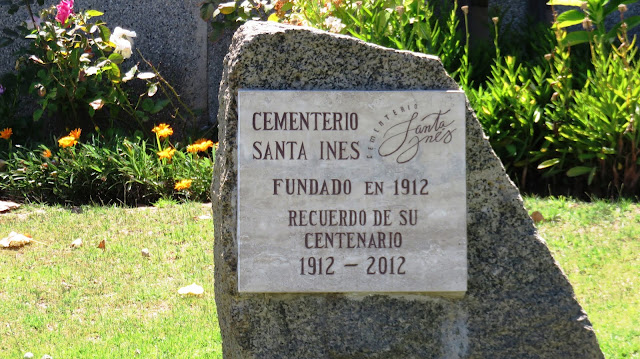 CEMENTERIO
SANTA INES
CEMENTERIO
Santa
Ines
FUNDADO EN 1912
RECUERDO DE SU
CENTENARIO
1912 - 2012